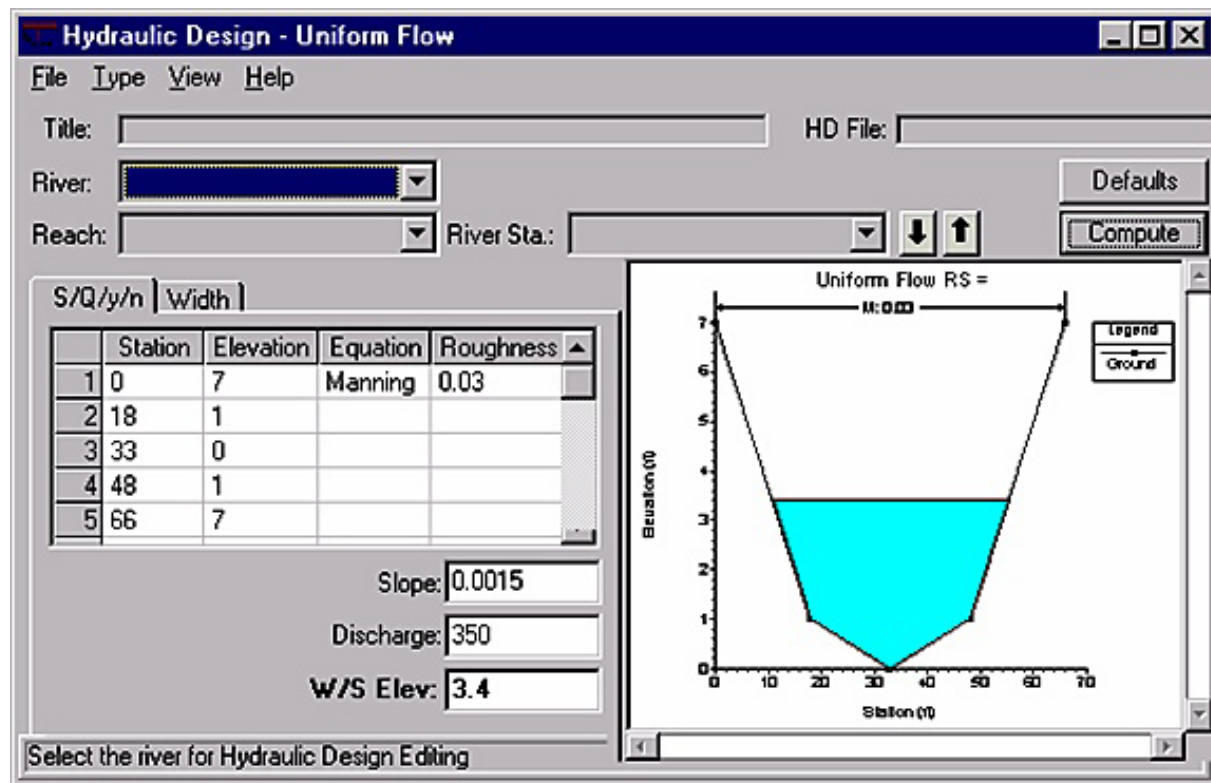 Hydraulic Design - Uniform Flow
File Type View Help
Title: HD File:
River: Defaults
Reach: River Sta.: Compute
S/Q/y/n Width
Station Elevation Equation Roughness
1 0 7 Manning 0.03
2 18 1
3 33 0
4 48 1
5 66 7
Slope: 0.0015
Discharge: 350
W/S Elev: 3.4
Select the river for Hydraulic Design Editing
Uniform Flow RS =
Legend
Ground
7
6
5
4
3
2
1
0
0 10 20 30 40 50 60 70
Elevation (ft)
Station (ft)